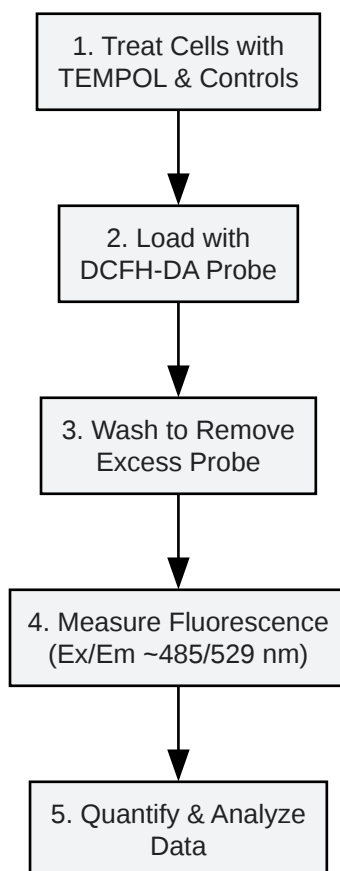 1. Treat Cells with
TEMPOL & Controls
2. Load with
DCFH-DA Probe
3. Wash to Remove
Excess Probe
4. Measure Fluorescence
(Ex/Em ~485/529 nm)
5. Quantify & Analyze
Data